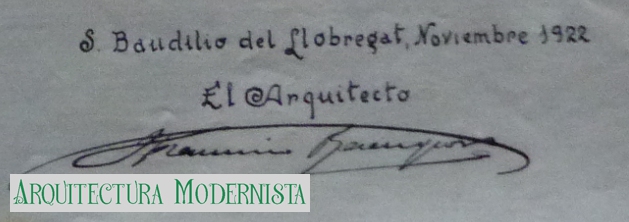 S. Baudilio del Llobregat, Noviembre 1922
El Arquitecto
ARQUITECTURA MODERNISTA